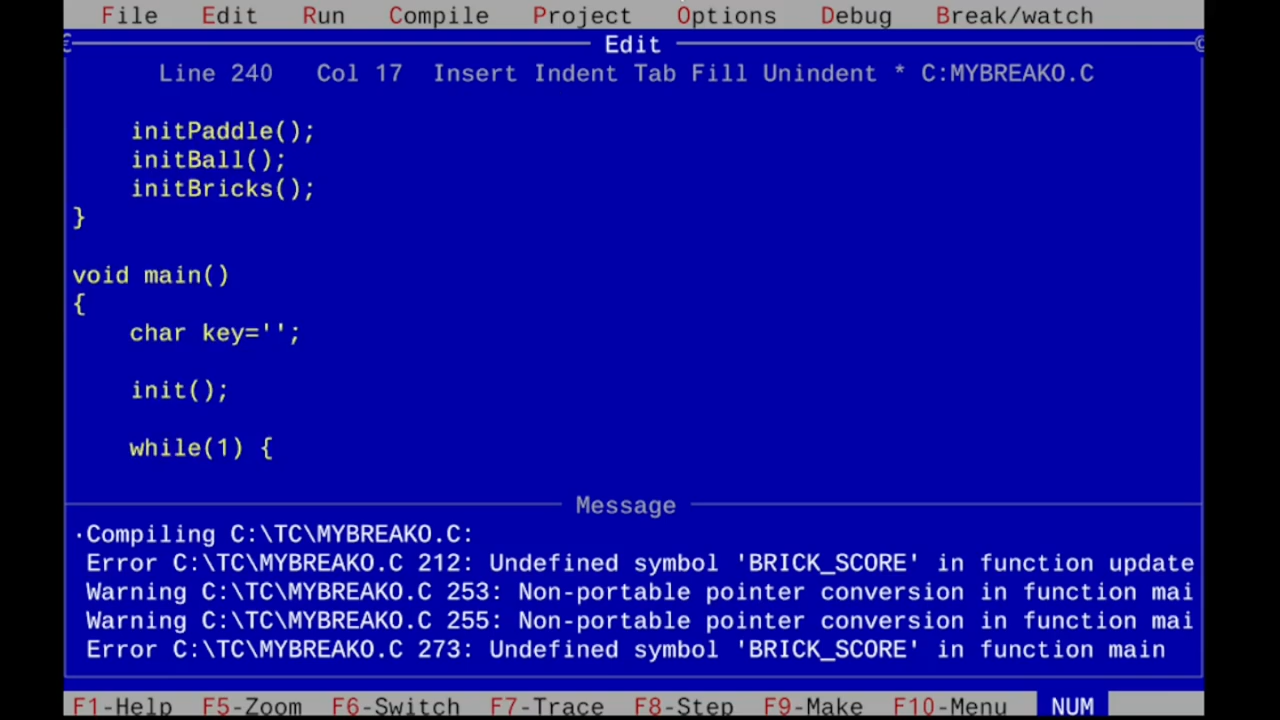 File Edit Run Compile Project Options Debug Break/watch
Edit
Line 240 Col 17 Insert Indent Tab Fill Unindent * C:MYBREAKO.C
initPaddle();
initBall();
initBricks();
}
void main()
{
char key='';
init();
while(1) {
Message
·Compiling C:\TC\MYBREAKO.C:
Error C:\TC\MYBREAKO.C 212: Undefined symbol 'BRICK_SCORE' in function update
Warning C:\TC\MYBREAKO.C 253: Non-portable pointer conversion in function mai
Warning C:\TC\MYBREAKO.C 255: Non-portable pointer conversion in function mai
Error C:\TC\MYBREAKO.C 273: Undefined symbol 'BRICK_SCORE' in function main
F1-Help F5-Zoom F6-Switch F7-Trace F8-Step F9-Make F10-Menu NUM